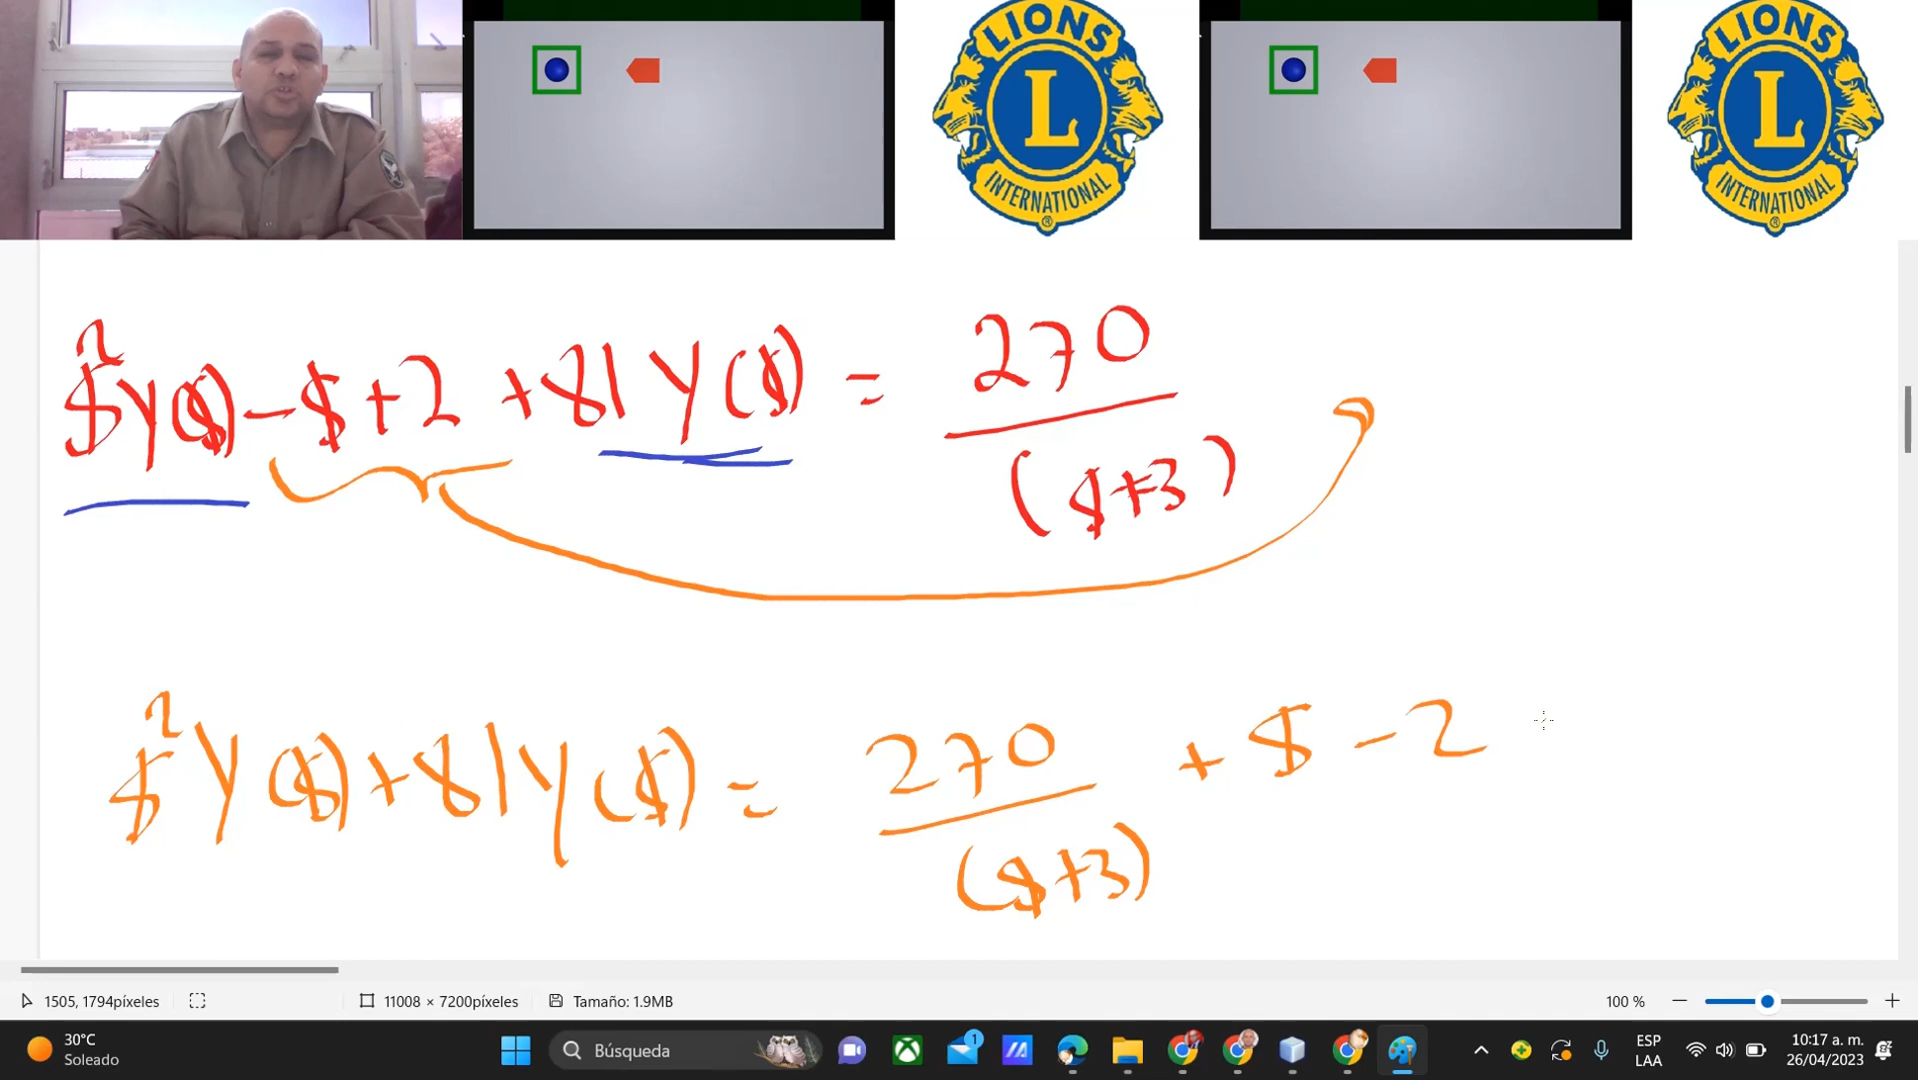 LIONS
L
INTERNATIONAL
®
LIONS
L
INTERNATIONAL
®
$²Y($)-$+2+81Y($)=270/($+3)
$²Y($)+81Y($)=270/($+3)+$-2
1505, 1794píxeles
11008 × 7200píxeles
Tamaño: 1.9MB
100 %
30°C
Soleado
Búsqueda
1
ESP
LAA
10:17 a. m.
26/04/2023